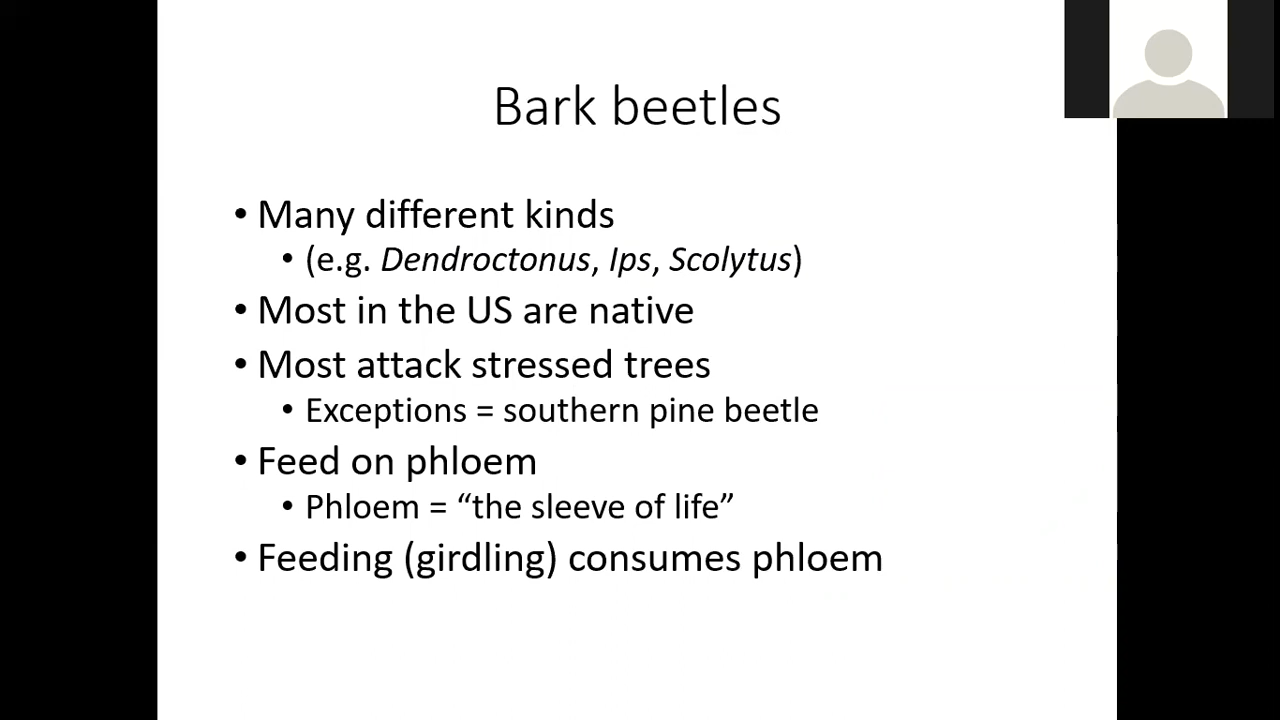 Bark beetles
• Many different kinds
• (e.g. Dendroctonus, Ips, Scolytus)
• Most in the US are native
• Most attack stressed trees
• Exceptions = southern pine beetle
• Feed on phloem
• Phloem = “the sleeve of life”
• Feeding (girdling) consumes phloem